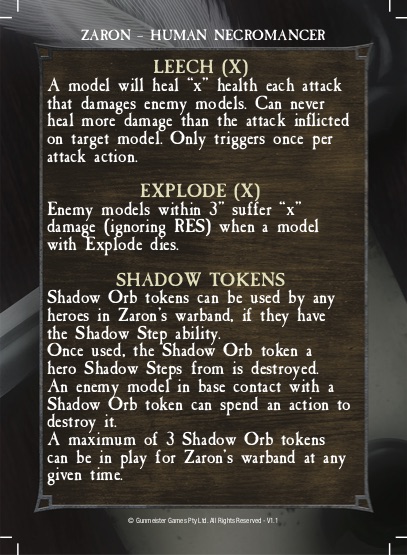 ZARON - HUMAN NECROMANCER
LEECH (X)
A model will heal "x" health each attack
that damages enemy models. Can never
heal more damage than the attack inflicted
on target model. Only triggers once per
attack action.
EXPLODE (X)
Enemy models within 3" suffer "x"
damage (ignoring RES) when a model
with Explode dies.
SHADOW TOKENS
Shadow Orb tokens can be used by any
heroes in Zaron's warband, if they have
the Shadow Step ability.
Once used, the Shadow Orb token a
hero Shadow Steps from is destroyed.
An enemy model in base contact with a
Shadow Orb token can spend an action to
destroy it.
A maximum of 3 Shadow Orb tokens
can be in play for Zaron's warband at any
given time.
© Gunmeister Games Pty Ltd. All Rights Reserved - V1.1